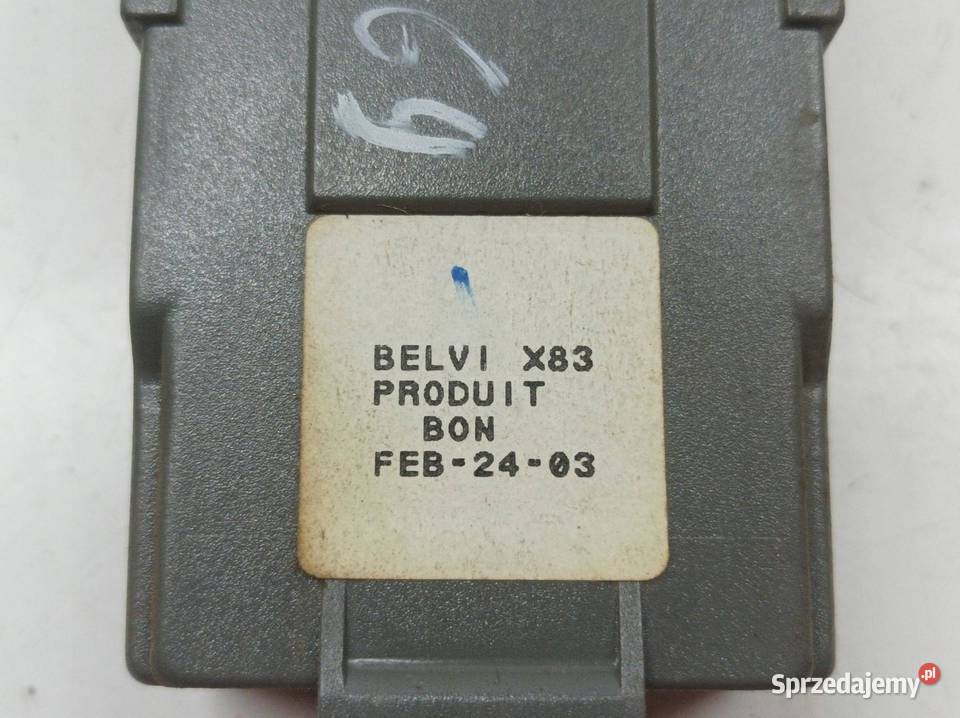 BELVI X83
PRODUIT
BON
FEB-24-03
Sprzedajemy.pl